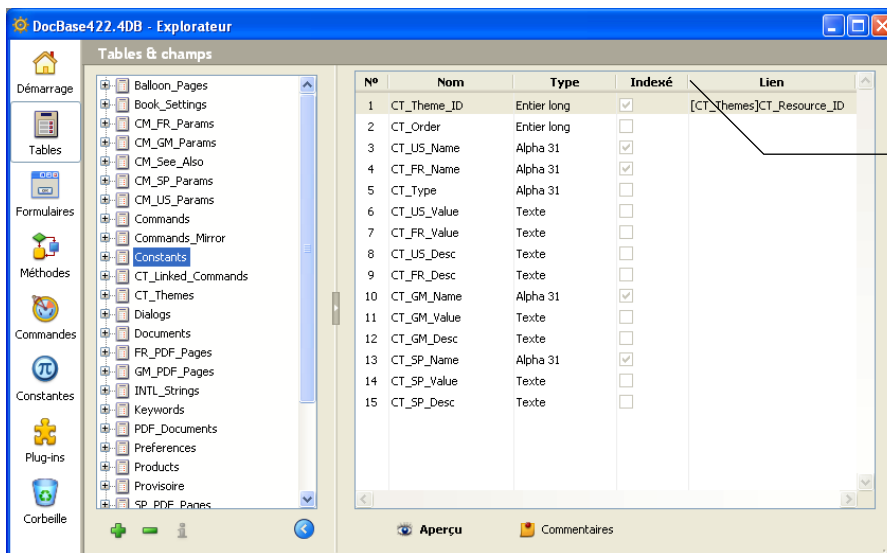 DocBase422.4DB - Explorateur
Tables & champs
Démarrage
Tables
Formulaires
Méthodes
Commandes
Constantes
Plug-ins
Corbeille
Balloon_Pages
Book_Settings
CM_FR_Params
CM_GM_Params
CM_See_Also
CM_SP_Params
CM_US_Params
Commands
Commands_Mirror
Constants
CT_Linked_Commands
CT_Themes
Dialogs
Documents
FR_PDF_Pages
GM_PDF_Pages
INTL_Strings
Keywords
PDF_Documents
Preferences
Products
Provisoire
SP_PDF_Pages
Nº Nom Type Indexé Lien
1 CT_Theme_ID Entier long [CT_Themes]CT_Resource_ID
2 CT_Order Entier long
3 CT_US_Name Alpha 31
4 CT_FR_Name Alpha 31
5 CT_Type Alpha 31
6 CT_US_Value Texte
7 CT_FR_Value Texte
8 CT_US_Desc Texte
9 CT_FR_Desc Texte
10 CT_GM_Name Alpha 31
11 CT_GM_Value Texte
12 CT_GM_Desc Texte
13 CT_SP_Name Alpha 31
14 CT_SP_Value Texte
15 CT_SP_Desc Texte
Aperçu Commentaires